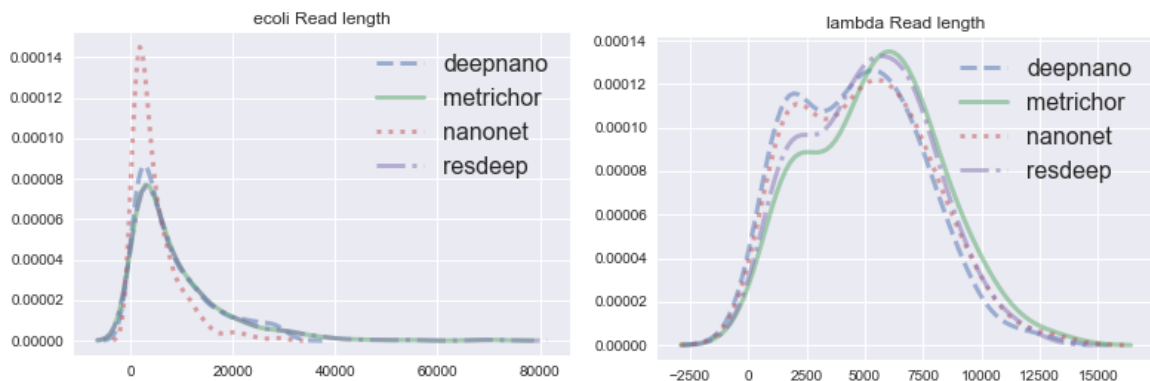 ecoli Read length
0.00014
0.00012
0.00010
0.00008
0.00006
0.00004
0.00002
0.00000
0 20000 40000 60000 80000
deepnano
metrichor
nanonet
resdeep
lambda Read length
0.00014
0.00012
0.00010
0.00008
0.00006
0.00004
0.00002
0.00000
−2500 0 2500 5000 7500 10000 12500 15000
deepnano
metrichor
nanonet
resdeep